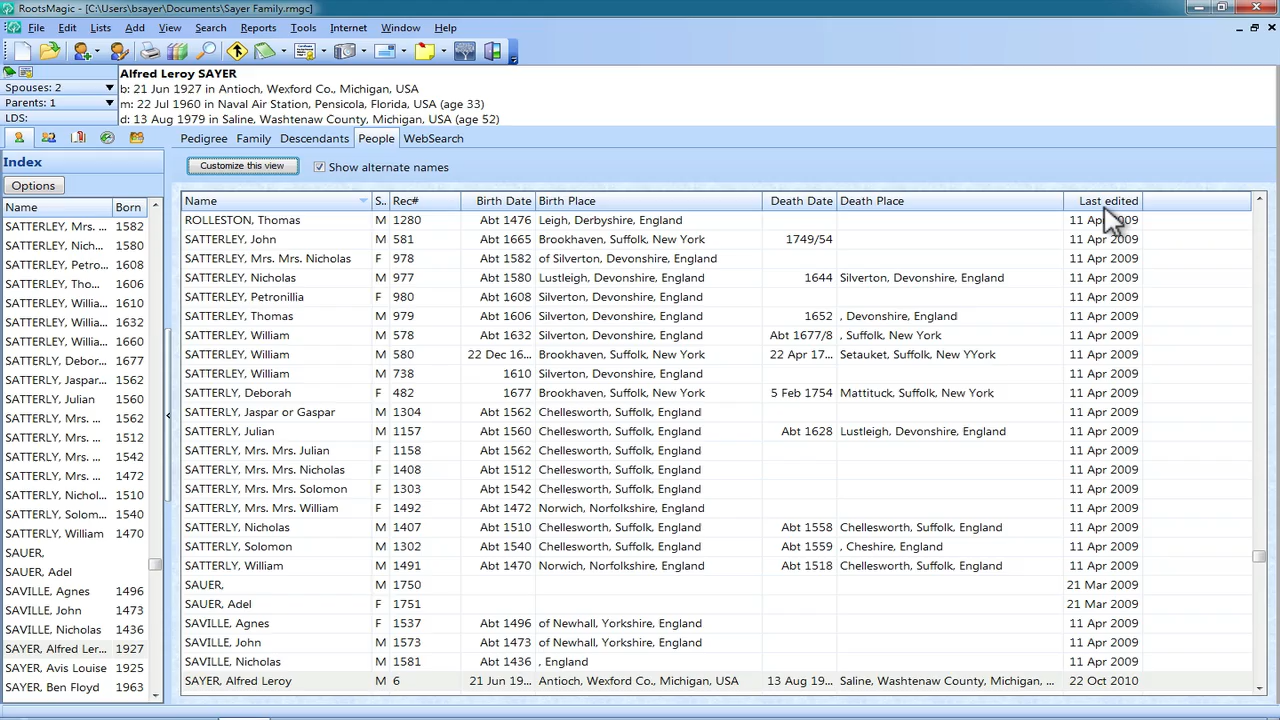 RootsMagic - [C:\Users\bsayer\Documents\Sayer Family.rmgc]
File Edit Lists Add View Search Reports Tools Internet Window Help
Spouses: 2
Parents: 1
LDS:
Alfred Leroy SAYER
b: 21 Jun 1927 in Antioch, Wexford Co., Michigan, USA
m: 22 Jul 1960 in Naval Air Station, Pensicola, Florida, USA (age 33)
d: 13 Aug 1979 in Saline, Washtenaw County, Michigan, USA (age 52)
Pedigree Family Descendants People WebSearch
Index
Options
Name Born
SATTERLEY, Mrs. ... 1582
SATTERLEY, Nich... 1580
SATTERLEY, Petro... 1608
SATTERLEY, Tho... 1606
SATTERLEY, Willia... 1610
SATTERLEY, Willia... 1632
SATTERLEY, Willia... 1660
SATTERLY, Debor... 1677
SATTERLY, Jaspar... 1562
SATTERLY, Julian 1560
SATTERLY, Mrs. ... 1562
SATTERLY, Mrs. ... 1512
SATTERLY, Mrs. ... 1542
SATTERLY, Mrs. ... 1472
SATTERLY, Nichol... 1510
SATTERLY, Solom... 1540
SATTERLY, William 1470
SAUER,
SAUER, Adel
SAVILLE, Agnes 1496
SAVILLE, John 1473
SAVILLE, Nicholas 1436
SAYER, Alfred Ler... 1927
SAYER, Avis Louise 1925
SAYER, Ben Floyd 1963
Customize this view Show alternate names
Name S.. Rec# Birth Date Birth Place Death Date Death Place Last edited
ROLLESTON, Thomas M 1280 Abt 1476 Leigh, Derbyshire, England 11 Apr 2009
SATTERLEY, John M 581 Abt 1665 Brookhaven, Suffolk, New York 1749/54 11 Apr 2009
SATTERLEY, Mrs. Mrs. Nicholas F 978 Abt 1582 of Silverton, Devonshire, England 11 Apr 2009
SATTERLEY, Nicholas M 977 Abt 1580 Lustleigh, Devonshire, England 1644 Silverton, Devonshire, England 11 Apr 2009
SATTERLEY, Petronillia F 980 Abt 1608 Silverton, Devonshire, England 11 Apr 2009
SATTERLEY, Thomas M 979 Abt 1606 Silverton, Devonshire, England 1652 , Devonshire, England 11 Apr 2009
SATTERLEY, William M 578 Abt 1632 Silverton, Devonshire, England Abt 1677/8 , Suffolk, New York 11 Apr 2009
SATTERLEY, William M 580 22 Dec 16... Brookhaven, Suffolk, New York 22 Apr 17... Setauket, Suffolk, New YYork 11 Apr 2009
SATTERLEY, William M 738 1610 Silverton, Devonshire, England 11 Apr 2009
SATTERLY, Deborah F 482 1677 Brookhaven, Suffolk, New York 5 Feb 1754 Mattituck, Suffolk, New York 11 Apr 2009
SATTERLY, Jaspar or Gaspar M 1304 Abt 1562 Chellesworth, Suffolk, England 11 Apr 2009
SATTERLY, Julian M 1157 Abt 1560 Chellesworth, Suffolk, England Abt 1628 Lustleigh, Devonshire, England 11 Apr 2009
SATTERLY, Mrs. Mrs. Julian F 1158 Abt 1562 Chellesworth, Suffolk, England 11 Apr 2009
SATTERLY, Mrs. Mrs. Nicholas F 1408 Abt 1512 Chellesworth, Suffolk, England 11 Apr 2009
SATTERLY, Mrs. Mrs. Solomon F 1303 Abt 1542 Chellesworth, Suffolk, England 11 Apr 2009
SATTERLY, Mrs. Mrs. William F 1492 Abt 1472 Norwich, Norfolkshire, England 11 Apr 2009
SATTERLY, Nicholas M 1407 Abt 1510 Chellesworth, Suffolk, England Abt 1558 Chellesworth, Suffolk, England 11 Apr 2009
SATTERLY, Solomon M 1302 Abt 1540 Chellesworth, Suffolk, England Abt 1559 , Cheshire, England 11 Apr 2009
SATTERLY, William M 1491 Abt 1470 Norwich, Norfolkshire, England Abt 1518 Chellesworth, Suffolk, England 11 Apr 2009
SAUER, M 1750 21 Mar 2009
SAUER, Adel F 1751 21 Mar 2009
SAVILLE, Agnes F 1537 Abt 1496 of Newhall, Yorkshire, England 11 Apr 2009
SAVILLE, John M 1573 Abt 1473 of Newhall, Yorkshire, England 11 Apr 2009
SAVILLE, Nicholas M 1581 Abt 1436 , England 11 Apr 2009
SAYER, Alfred Leroy M 6 21 Jun 19... Antioch, Wexford Co., Michigan, USA 13 Aug 19... Saline, Washtenaw County, Michigan, ... 22 Oct 2010